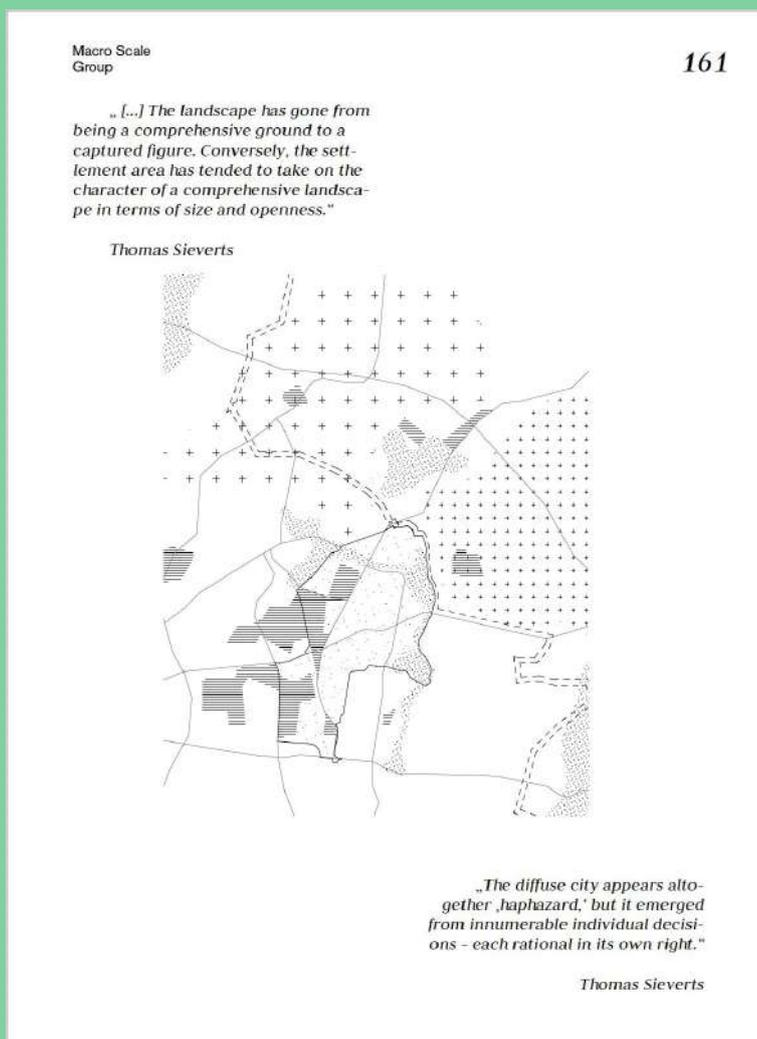 Macro Scale
Group
161
„ [...] The landscape has gone from
being a comprehensive ground to a
captured figure. Conversely, the sett-
lement area has tended to take on the
character of a comprehensive landsca-
pe in terms of size and openness.“
Thomas Sieverts
„The diffuse city appears alto-
gether ‚haphazard,‘ but it emerged
from innumerable individual decisi-
ons – each rational in its own right.“
Thomas Sieverts